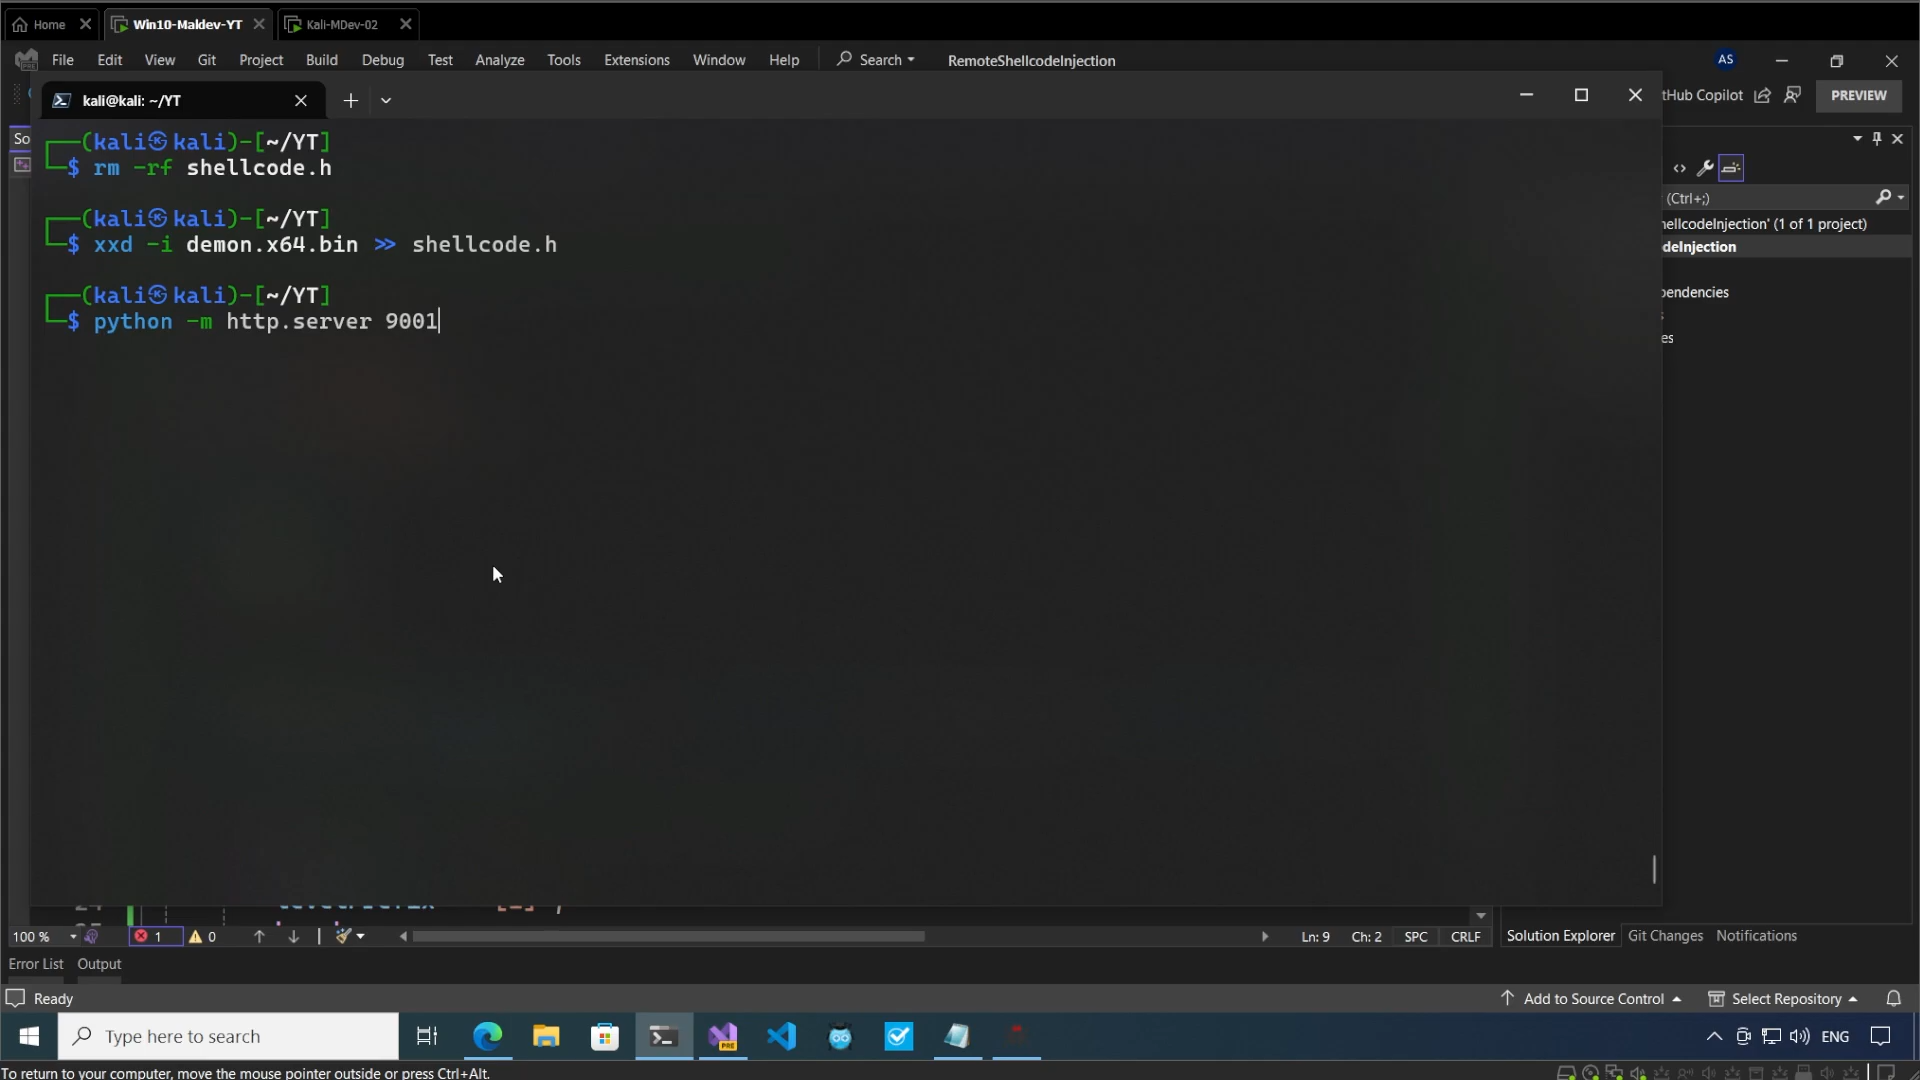 Home
Win10-Maldev-YT
Kali-MDev-02
File Edit View Git Project Build Debug Test Analyze Tools Extensions Window Help Search RemoteShellcodeInjection AS
kali@kali: ~/YT
tHub Copilot PREVIEW
So
(kali㉿kali)-[~/YT]
$ rm -rf shellcode.h
(kali㉿kali)-[~/YT]
$ xxd -i demon.x64.bin >> shellcode.h
(kali㉿kali)-[~/YT]
$ python -m http.server 9001
(Ctrl+;)
hellcodeInjection' (1 of 1 project)
deInjection
pendencies
s
es
100 % 1 0 Ln: 9 Ch: 2 SPC CRLF
Solution Explorer Git Changes Notifications
Error List Output
Ready
Add to Source Control Select Repository
Type here to search
PRE
ENG
To return to your computer, move the mouse pointer outside or press Ctrl+Alt.